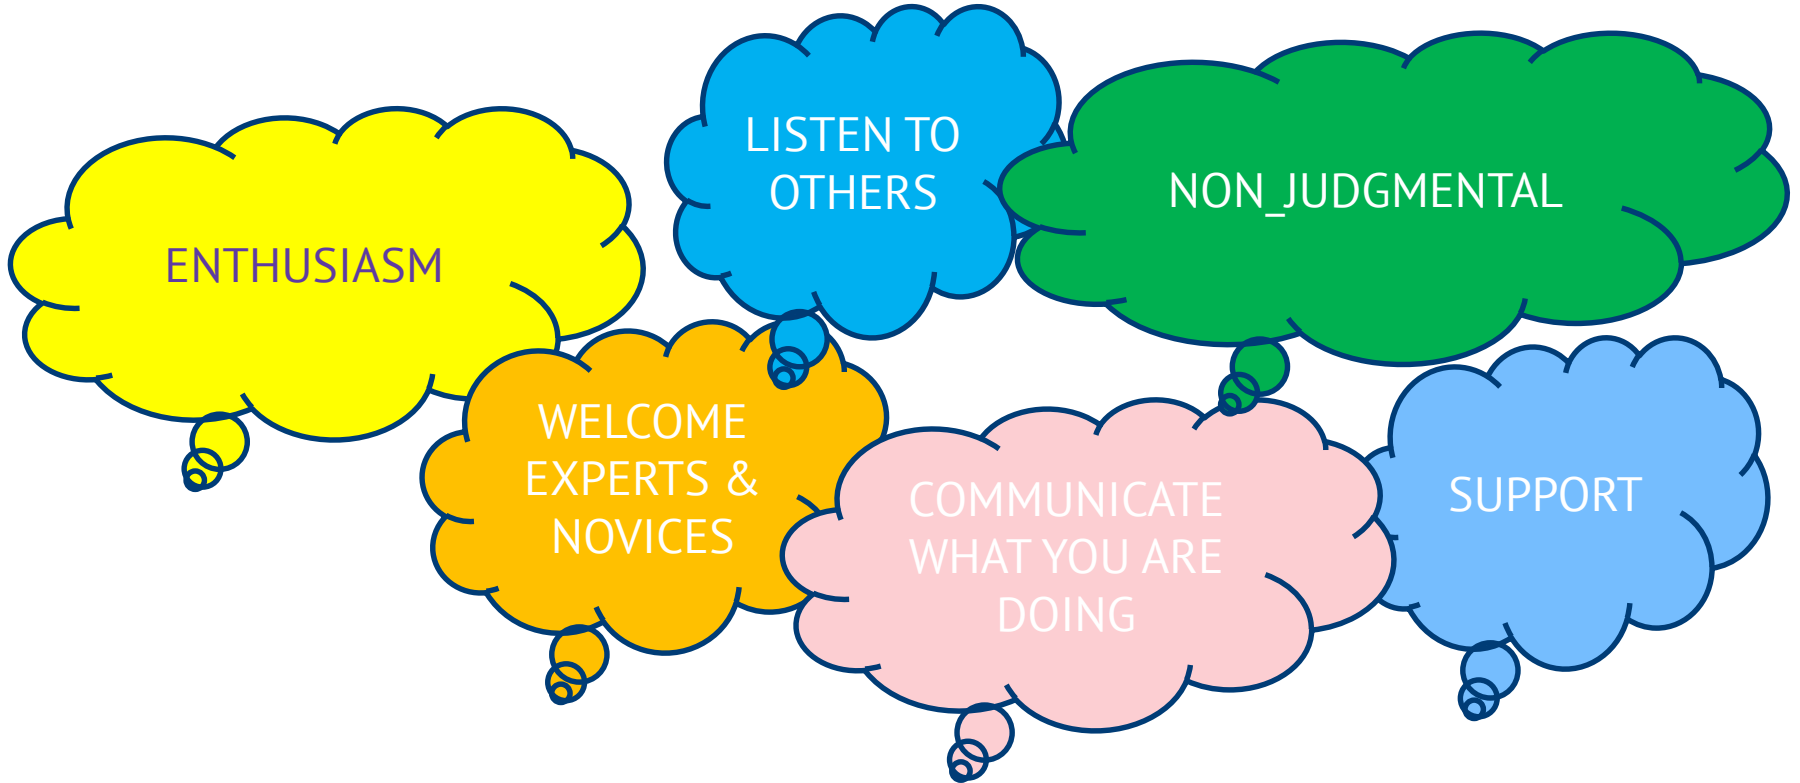 ENTHUSIASM
LISTEN TO
OTHERS
NON_JUDGMENTAL
WELCOME
EXPERTS &
NOVICES
COMMUNICATE
WHAT YOU ARE
DOING
SUPPORT